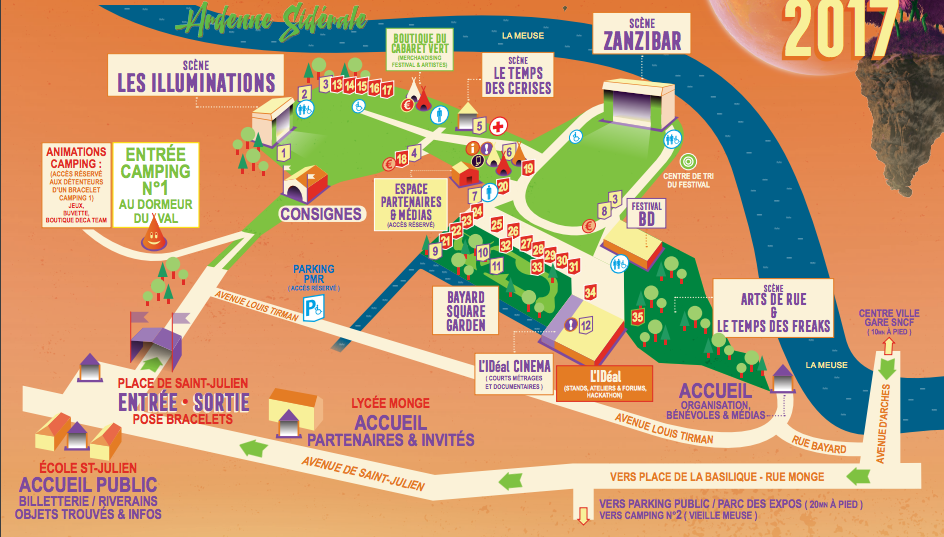 Ardenne Sidérale
2017
LA MEUSE
SCÈNE
ZANZIBAR
BOUTIQUE DU
CABARET VERT
(MERCHANDISING
FESTIVAL & ARTISTES)
SCÈNE
LE TEMPS
DES CERISES
SCÈNE
LES ILLUMINATIONS
2
3 13 14 15 16 17
€
5
1
€ 18 4
i ! 6
19
ANIMATIONS
CAMPING :
(ACCÈS RÉSERVÉ
AUX DÉTENTEURS
D'UN BRACELET
CAMPING 1)
JEUX,
BUVETTE,
BOUTIQUE DECA TEAM
ENTRÉE
CAMPING
N°1
AU DORMEUR
DU VAL
CONSIGNES
ESPACE
PARTENAIRES
& MÉDIAS
(ACCÈS RÉSERVÉ)
7
20
CENTRE DE TRI
DU FESTIVAL
€ 8 3
FESTIVAL
BD
9 21 22 23 24
25 26 27 28 29 30 31
32 33
10
11
34
35
! 12
PARKING
PMR
(ACCÈS RÉSERVÉ)
P
AVENUE LOUIS TIRMAN
BAYARD
SQUARE
GARDEN
SCÈNE
ARTS DE RUE
&
LE TEMPS DES FREAKS
CENTRE VILLE
GARE SNCF
(10MN À PIED)
LA MEUSE
L'IDéal CINEMA
(COURTS MÉTRAGES
ET DOCUMENTAIRES)
L'IDéal
(STANDS, ATELIERS & FORUMS,
HACKATHON)
ACCUEIL
ORGANISATION,
BÉNÉVOLES & MÉDIAS
PLACE DE SAINT-JULIEN
ENTRÉE • SORTIE
POSE BRACELETS
LYCÉE MONGE
ACCUEIL
PARTENAIRES & INVITÉS
AVENUE LOUIS TIRMAN
RUE BAYARD
AVENUE D'ARCHES
ÉCOLE ST-JULIEN
ACCUEIL PUBLIC
BILLETTERIE / RIVERAINS
OBJETS TROUVÉS & INFOS
AVENUE DE SAINT-JULIEN
VERS PLACE DE LA BASILIQUE - RUE MONGE
VERS PARKING PUBLIC / PARC DES EXPOS (20MN À PIED)
VERS CAMPING N°2 (VIEILLE MEUSE)